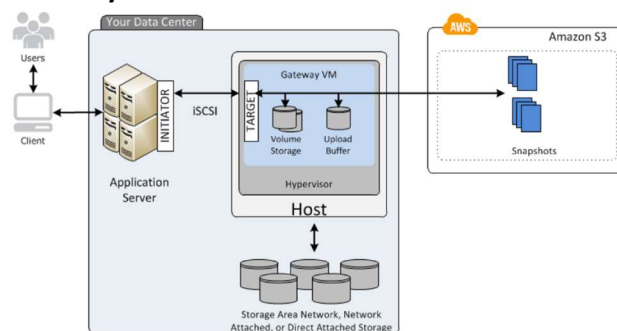 Your Data Center
AWS
Amazon S3
Users
Client
INITIATOR
iSCSI
TARGET
Gateway VM
Volume
Storage
Upload
Buffer
Snapshots
Hypervisor
Application
Server
Host
Storage Area Network, Network
Attached, or Direct Attached Storage